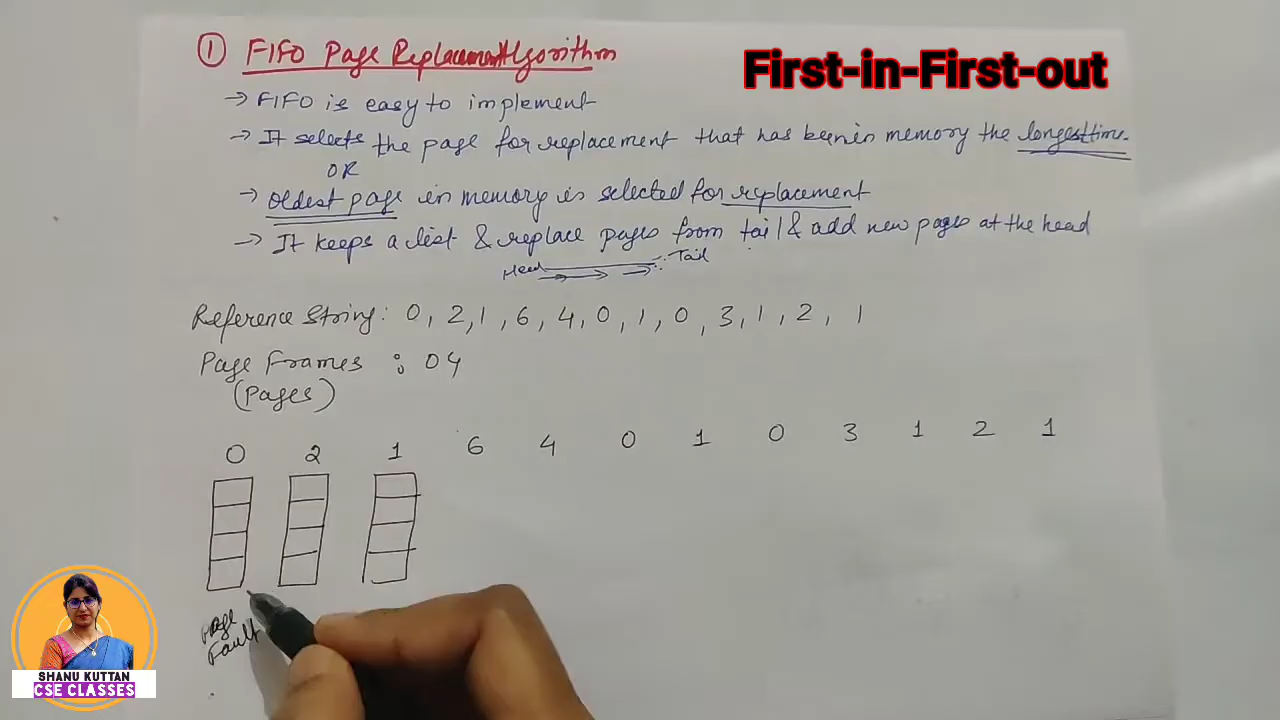 ① FIFO Page Replacement Algorithm
First-in-First-out
→ FIFO is easy to implement
→ It selects the page for replacement that has been in memory the longest time.
OR
→ oldest page in memory is selected for replacement
→ It keeps a list & replace pages from tail & add new pages at the head
Head Tail
Reference String: 0, 2, 1, 6, 4, 0, 1, 0, 3, 1, 2, 1
Page Frames : 04
(Pages)
0 2 1 6 4 0 1 0 3 1 2 1
Page
Fault
SHANU KUTTAN
CSE CLASSES